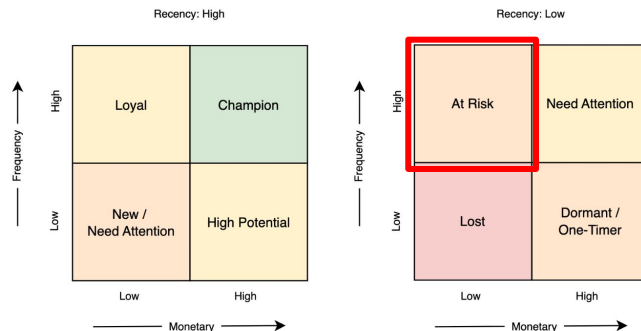 Recency: High
High
Loyal
Champion
Frequency
Low
New /
Need Attention
High Potential
Low
High
Monetary
Recency: Low
High
At Risk
Need Attention
Frequency
Low
Lost
Dormant /
One-Timer
Low
High
Monetary